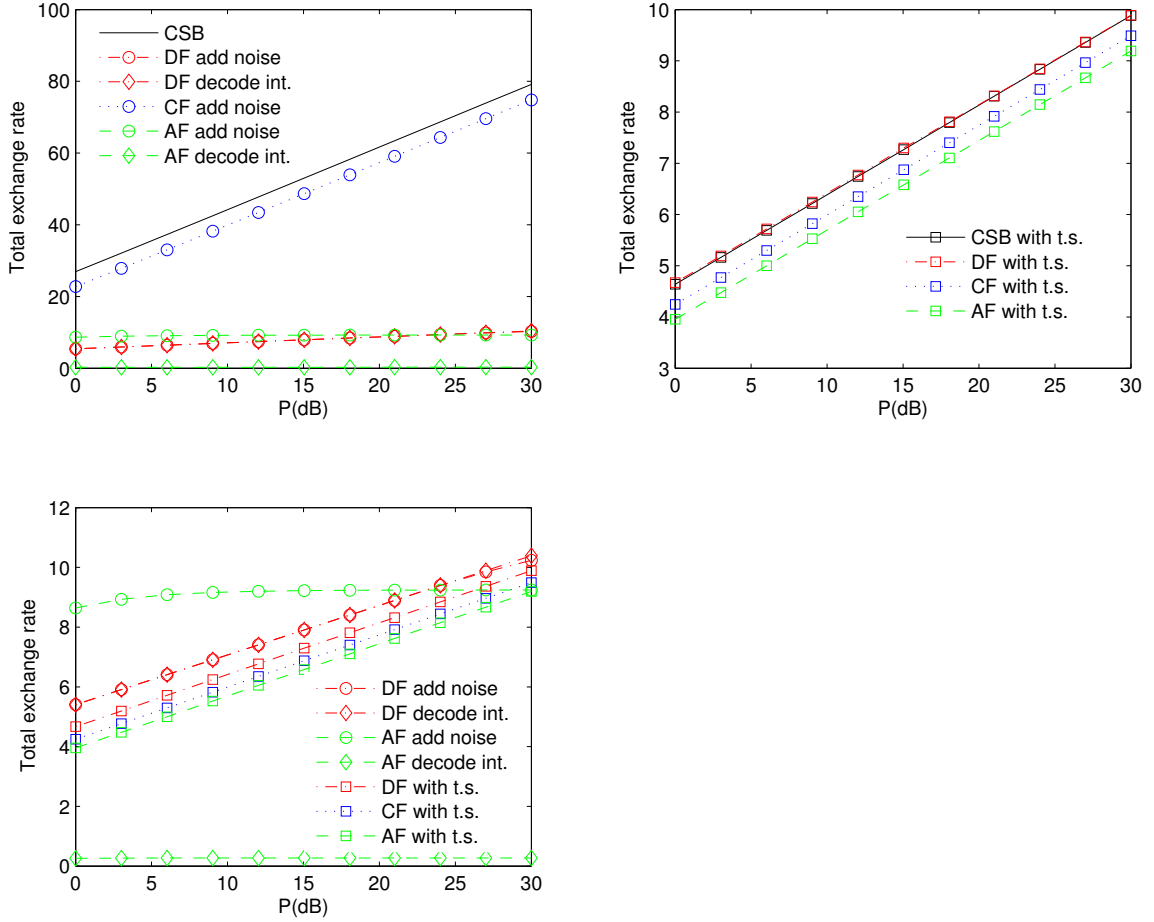 100
80
60
40
20
0
Total exchange rate
CSB
DF add noise
DF decode int.
CF add noise
AF add noise
AF decode int.
0 5 10 15 20 25 30
P(dB)
10
9
8
7
6
5
4
3
Total exchange rate
CSB with t.s.
DF with t.s.
CF with t.s.
AF with t.s.
0 5 10 15 20 25 30
P(dB)
12
10
8
6
4
2
0
Total exchange rate
DF add noise
DF decode int.
AF add noise
AF decode int.
DF with t.s.
CF with t.s.
AF with t.s.
0 5 10 15 20 25 30
P(dB)